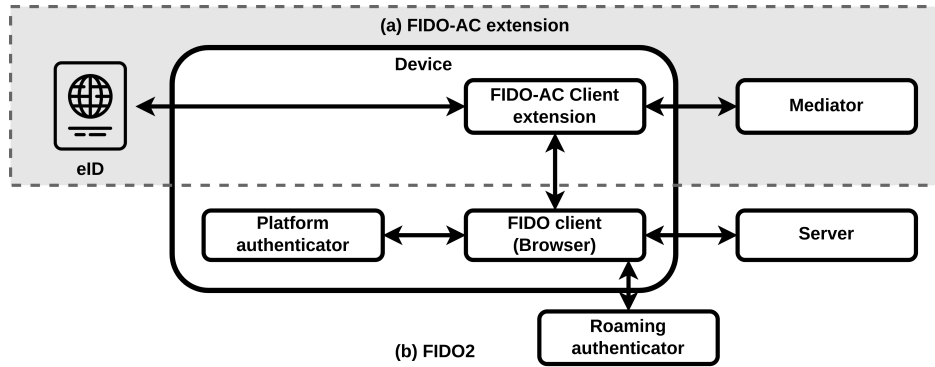 (a) FIDO-AC extension
Device
FIDO-AC Client
extension
Mediator
eID
Platform
authenticator
FIDO client
(Browser)
Server
Roaming
authenticator
(b) FIDO2